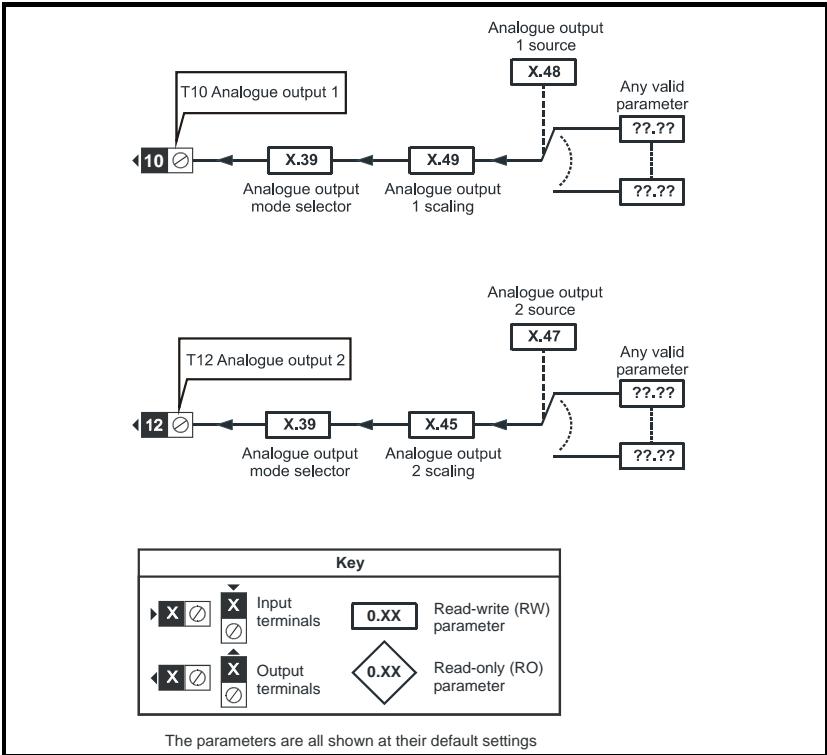 Analogue output
1 source
X.48
T10 Analogue output 1
Any valid
parameter
??.??
10
X.39
X.49
Analogue output
mode selector
Analogue output
1 scaling
??.??
Analogue output
2 source
X.47
T12 Analogue output 2
Any valid
parameter
??.??
12
X.39
X.45
Analogue output
mode selector
Analogue output
2 scaling
??.??
Key
X
X
Input
terminals
0.XX
Read-write (RW)
parameter
X
X
Output
terminals
0.XX
Read-only (RO)
parameter
The parameters are all shown at their default settings